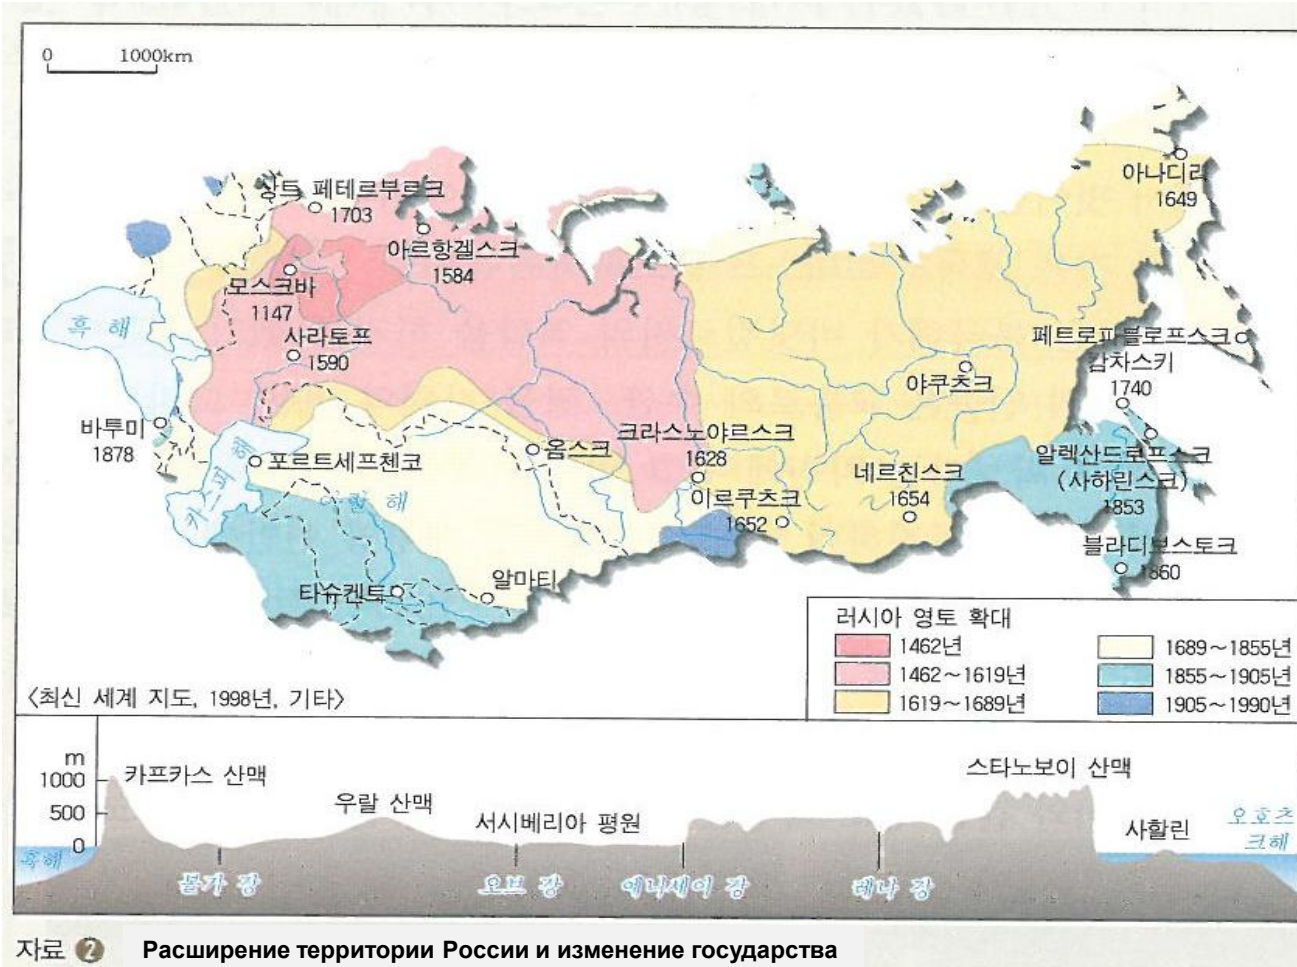 0 1000km
상트 페테르부르크
1703
아르항겔스크
1584
아나디리
1649
모스크바
1147
흑 해
사라토프
1590
페트로파블로프스크
캄차스키
1740
야쿠츠크
바투미
1878
포르트세프첸코
옴스크
크라스노야르스크
1628
네르친스크
1654
알렉산드로프스크
(사하린스크)
1853
카스피 해
아랄 해
이르쿠츠크
1652
블라디보스토크
1860
타슈켄트
알마티
러시아 영토 확대
1462년
1462~1619년
1619~1689년
1689~1855년
1855~1905년
1905~1990년
<최신 세계 지도, 1998년, 기타>
m
1000
500
0
카프카스 산맥
우랄 산맥
서시베리아 평원
스타노보이 산맥
사할린
오호츠
크해
흑해
볼가 강
오브 강
예니세이 강
레나 강
자료 2 Расширение территории России и изменение государства